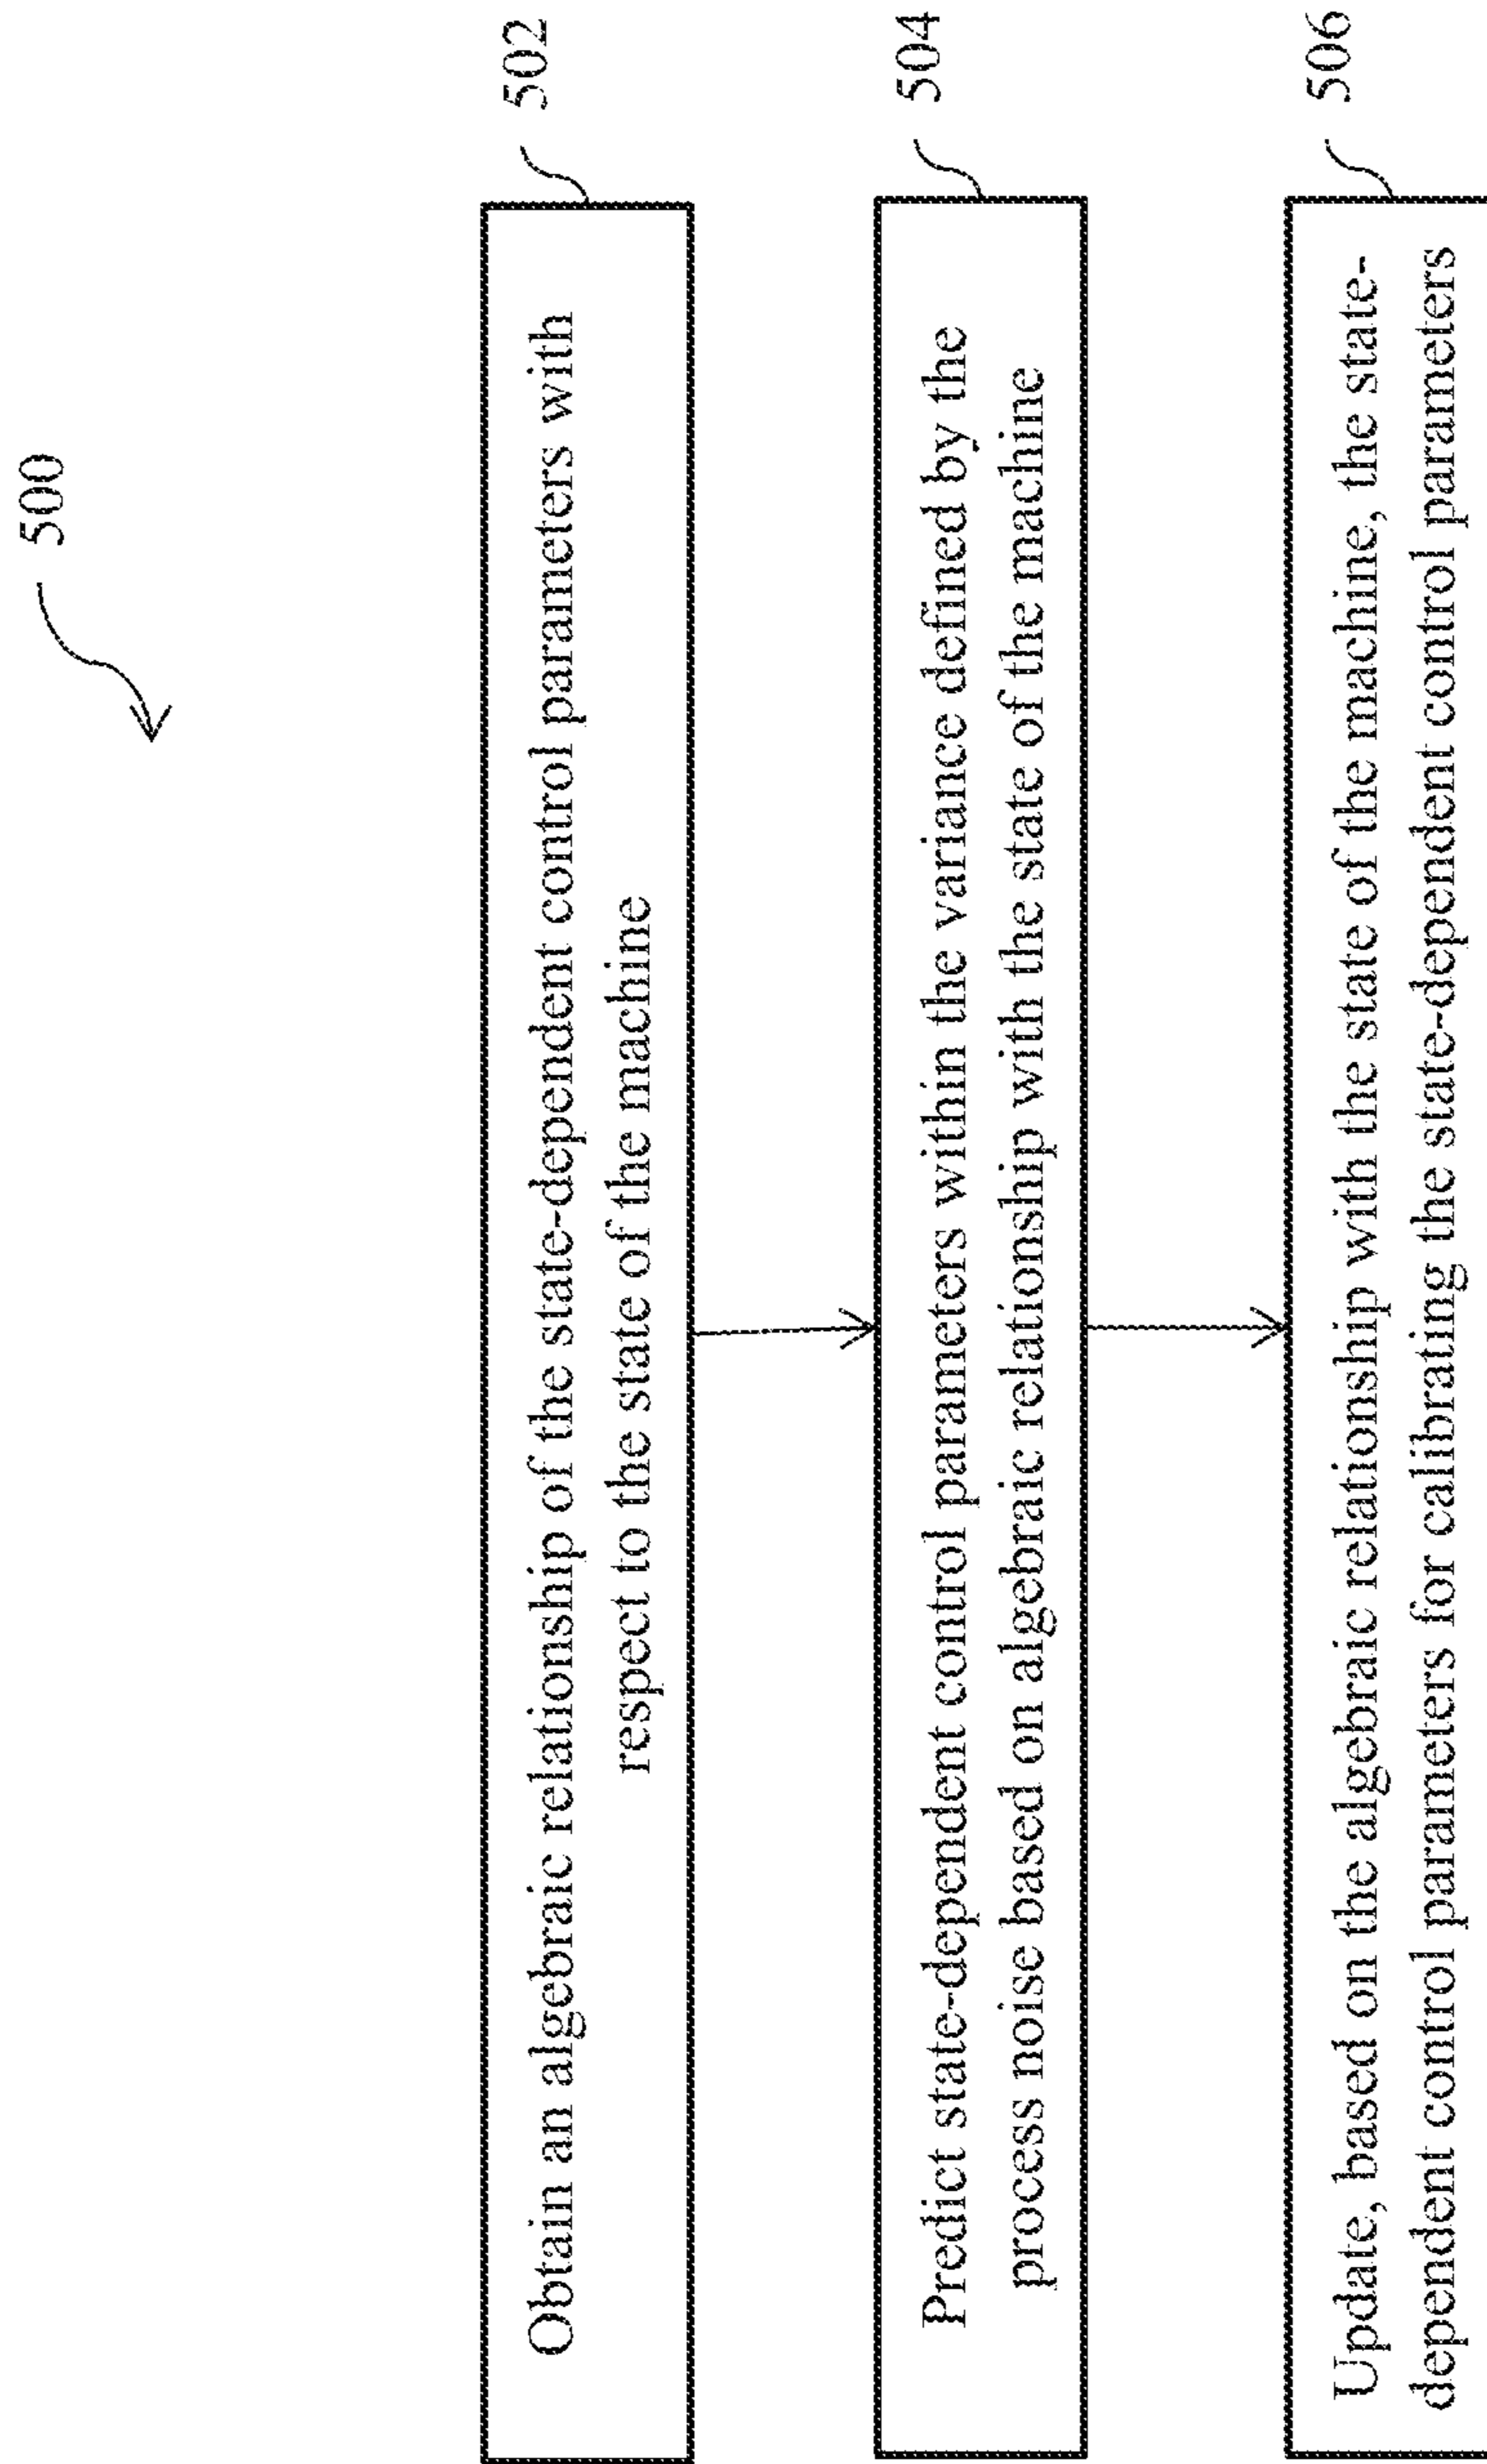 500
502
Obtain an algebraic relationship of the state-dependent control parameters with
respect to the state of the machine
504
Predict state-dependent control parameters within the variance defined by the
process noise based on algebraic relationship with the state of the machine
506
Update, based on the algebraic relationship with the state of the machine, the state-
dependent control parameters for calibrating the state-dependent control parameters